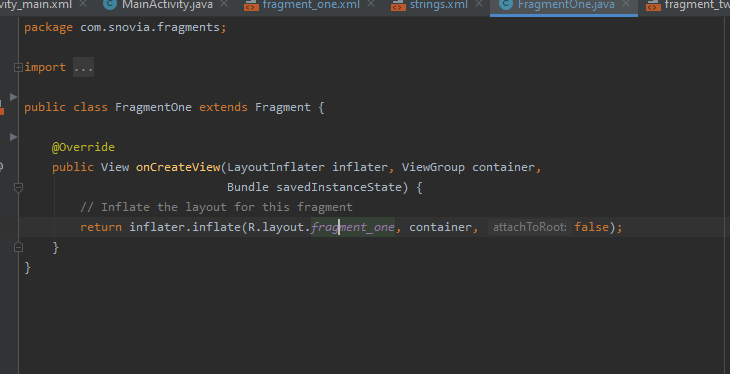 vity_main.xml × MainActivity.java × fragment_one.xml × strings.xml × FragmentOne.java × fragment_tw
package com.snovia.fragments;
import ...
public class FragmentOne extends Fragment {
@Override
public View onCreateView(LayoutInflater inflater, ViewGroup container,
Bundle savedInstanceState) {
// Inflate the layout for this fragment
return inflater.inflate(R.layout.fragment_one, container, attachToRoot: false);
}
}